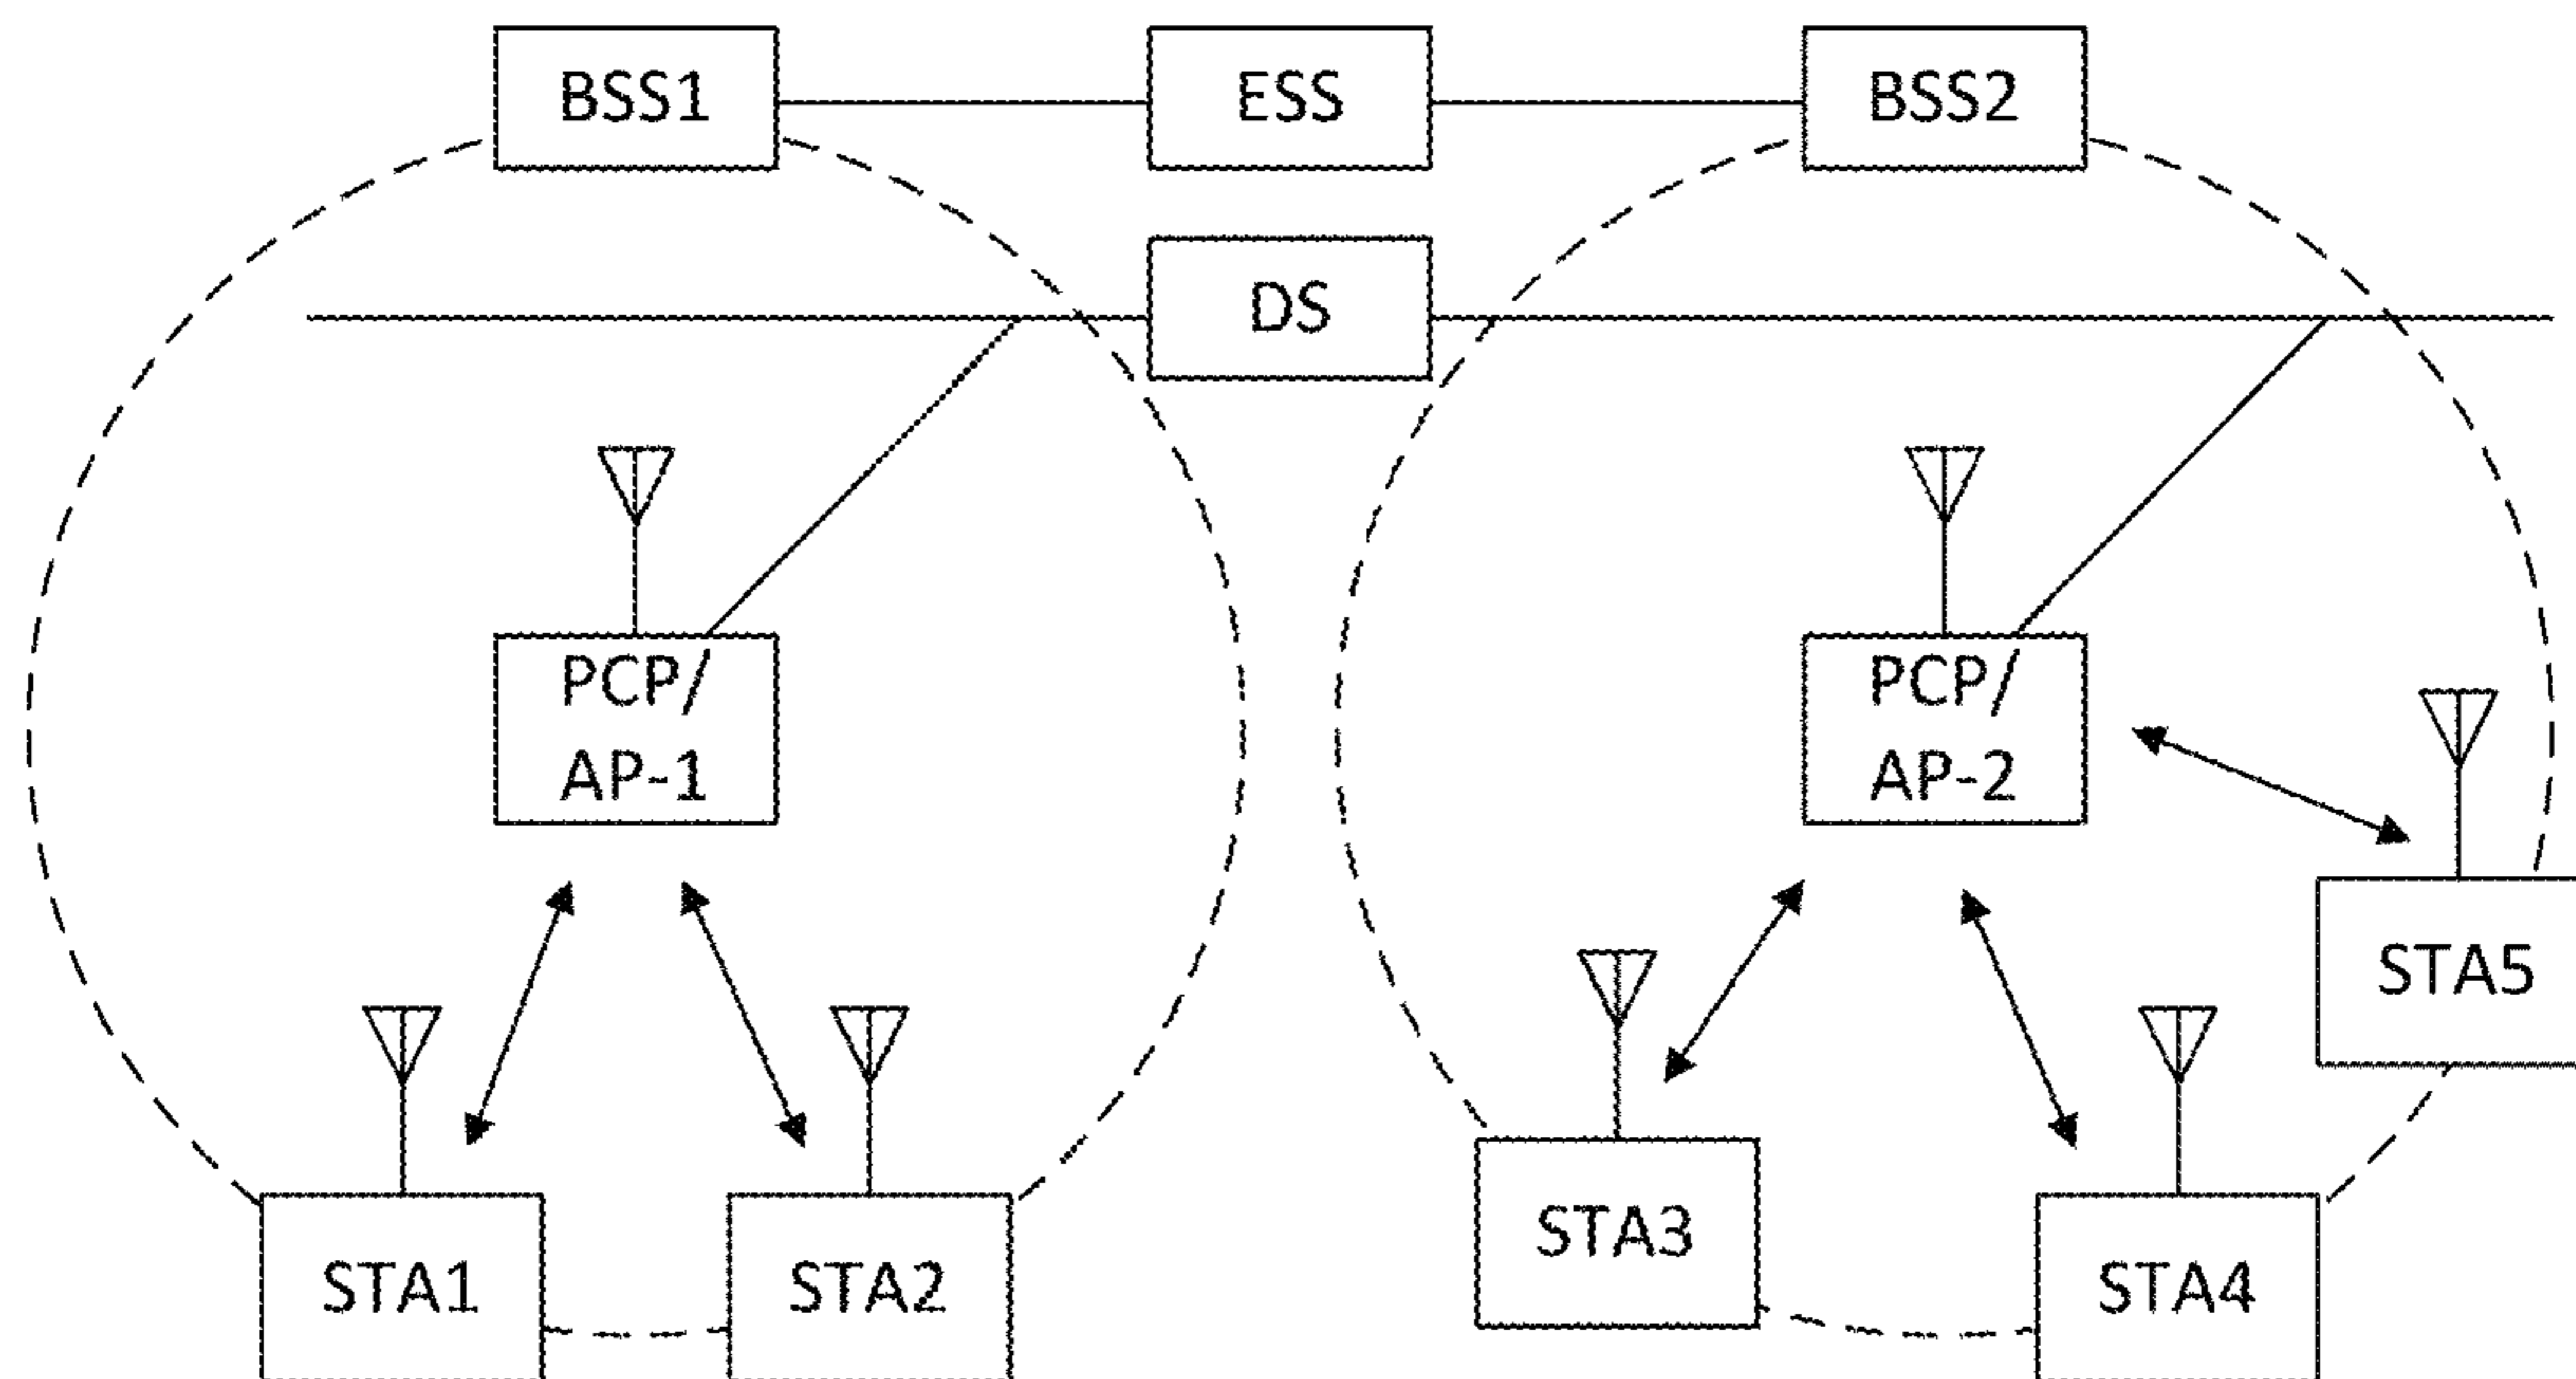 BSS1
ESS
BSS2
DS
PCP/
AP-1
PCP/
AP-2
STA5
STA3
STA1
STA2
STA4